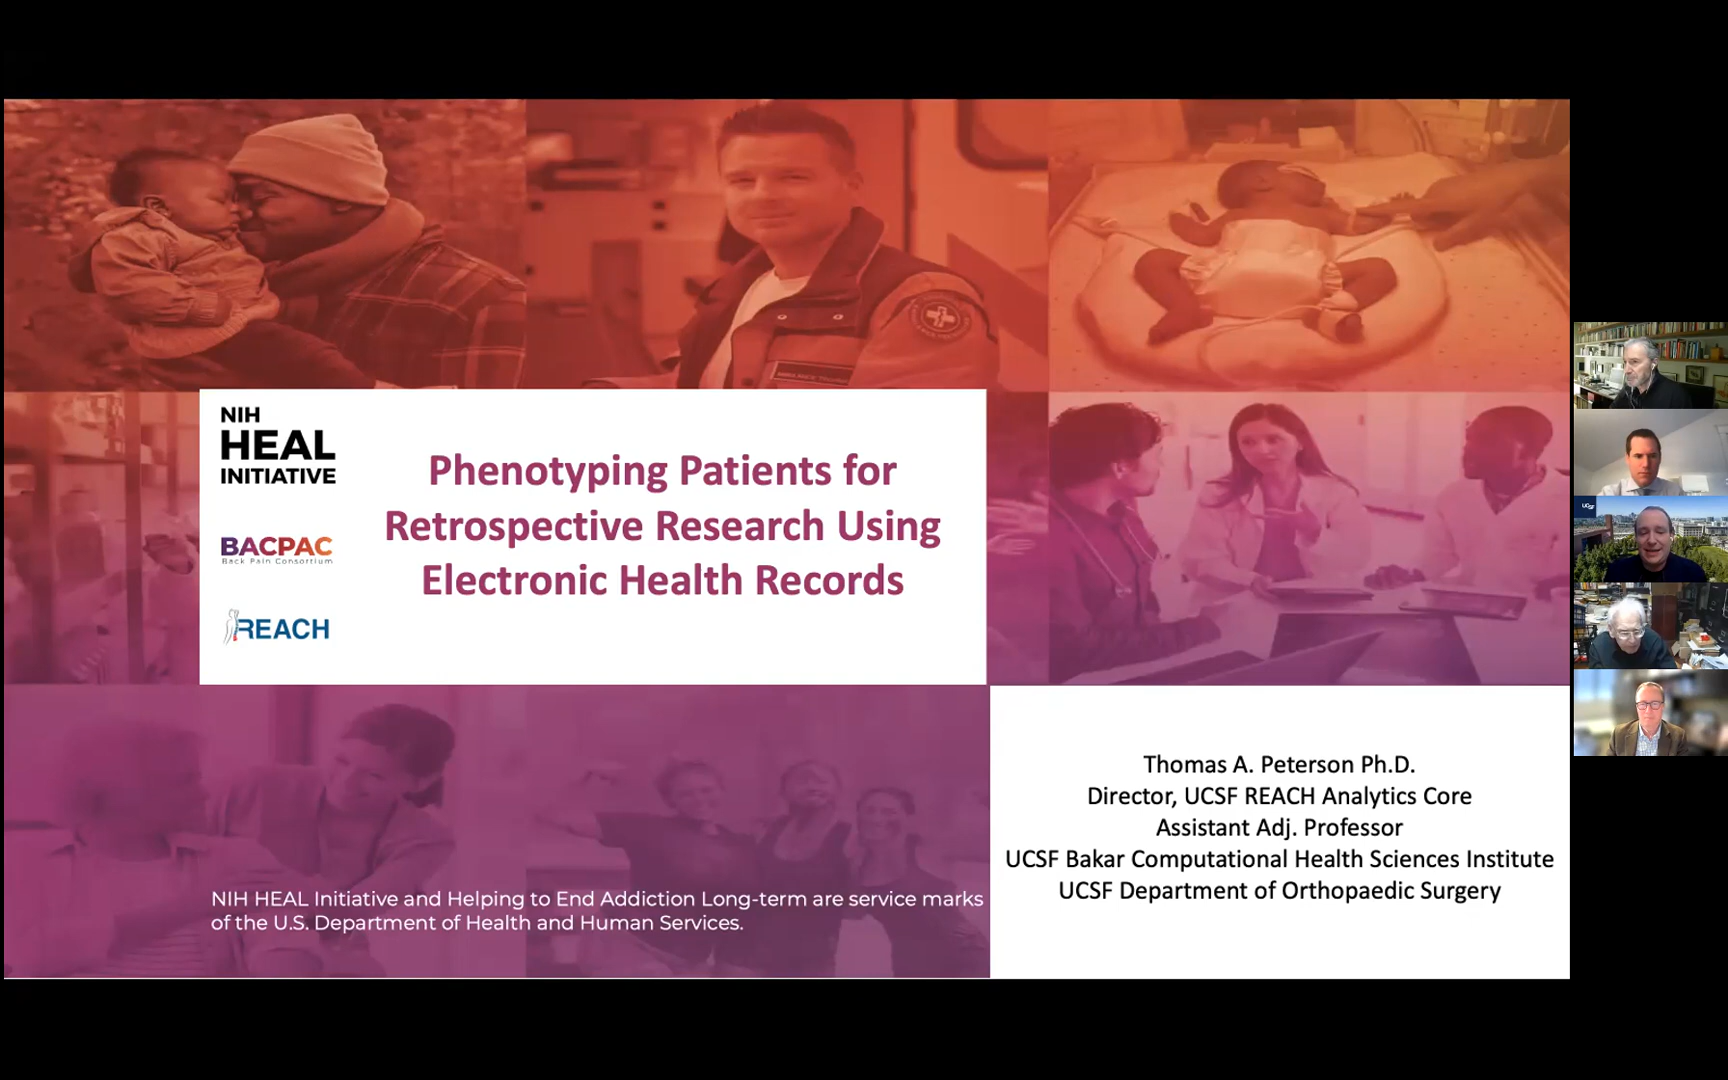 NIH
HEAL
INITIATIVE
BACPAC
Back Pain Consortium
REACH
Phenotyping Patients for
Retrospective Research Using
Electronic Health Records
Thomas A. Peterson Ph.D.
Director, UCSF REACH Analytics Core
Assistant Adj. Professor
UCSF Bakar Computational Health Sciences Institute
UCSF Department of Orthopaedic Surgery
NIH HEAL Initiative and Helping to End Addiction Long-term are service marks
of the U.S. Department of Health and Human Services.
UCSF